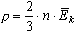 p = 2/3 · n · Ē_k